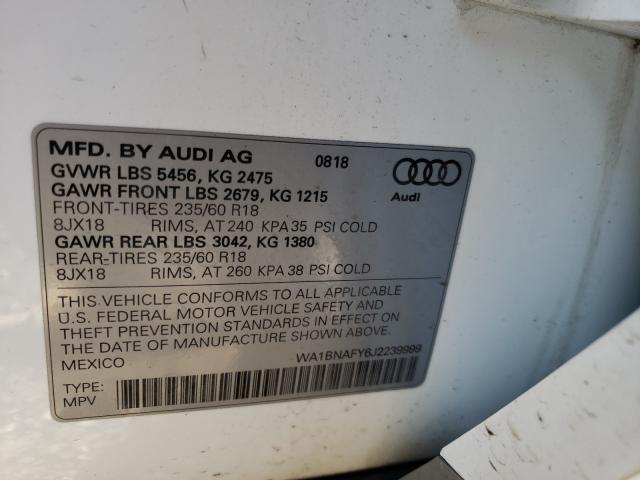 MFD. BY AUDI AG 0818
GVWR LBS 5456, KG 2475
GAWR FRONT LBS 2679, KG 1215
Audi
FRONT-TIRES 235/60 R18
8JX18 RIMS, AT 240 KPA 35 PSI COLD
GAWR REAR LBS 3042, KG 1380
REAR-TIRES 235/60 R18
8JX18 RIMS, AT 260 KPA 38 PSI COLD
THIS VEHICLE CONFORMS TO ALL APPLICABLE
U.S. FEDERAL MOTOR VEHICLE SAFETY AND
THEFT PREVENTION STANDARDS IN EFFECT ON
THE DATE OF MANUFACTURE SHOWN ABOVE.
MEXICO WA1BNAFY6J2239999
TYPE:
MPV